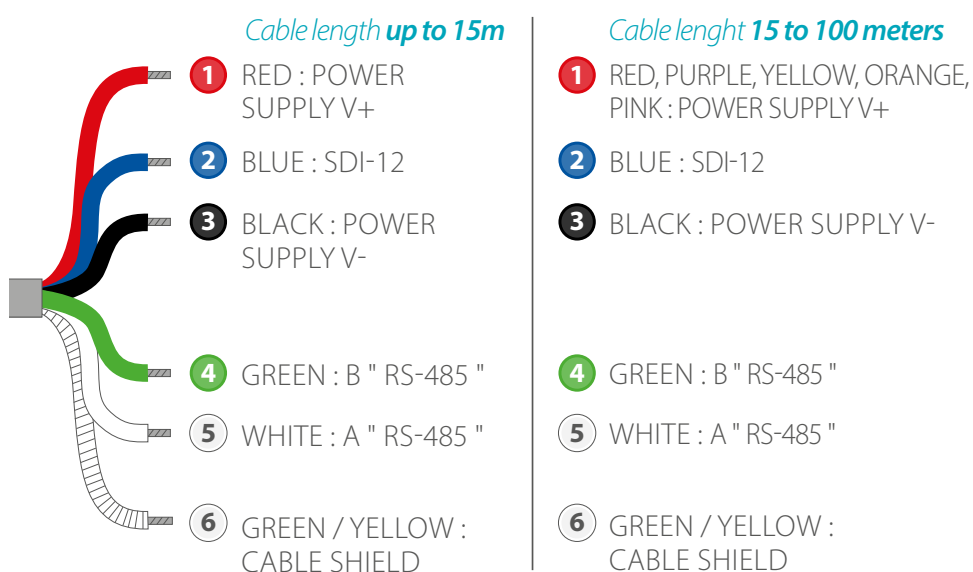 Cable length up to 15m
1 RED : POWER
SUPPLY V+
2 BLUE : SDI-12
3 BLACK : POWER
SUPPLY V-
4 GREEN : B " RS-485 "
5 WHITE : A " RS-485 "
6 GREEN / YELLOW :
CABLE SHIELD
Cable lenght 15 to 100 meters
1 RED, PURPLE, YELLOW, ORANGE,
PINK : POWER SUPPLY V+
2 BLUE : SDI-12
3 BLACK : POWER SUPPLY V-
4 GREEN : B " RS-485 "
5 WHITE : A " RS-485 "
6 GREEN / YELLOW :
CABLE SHIELD